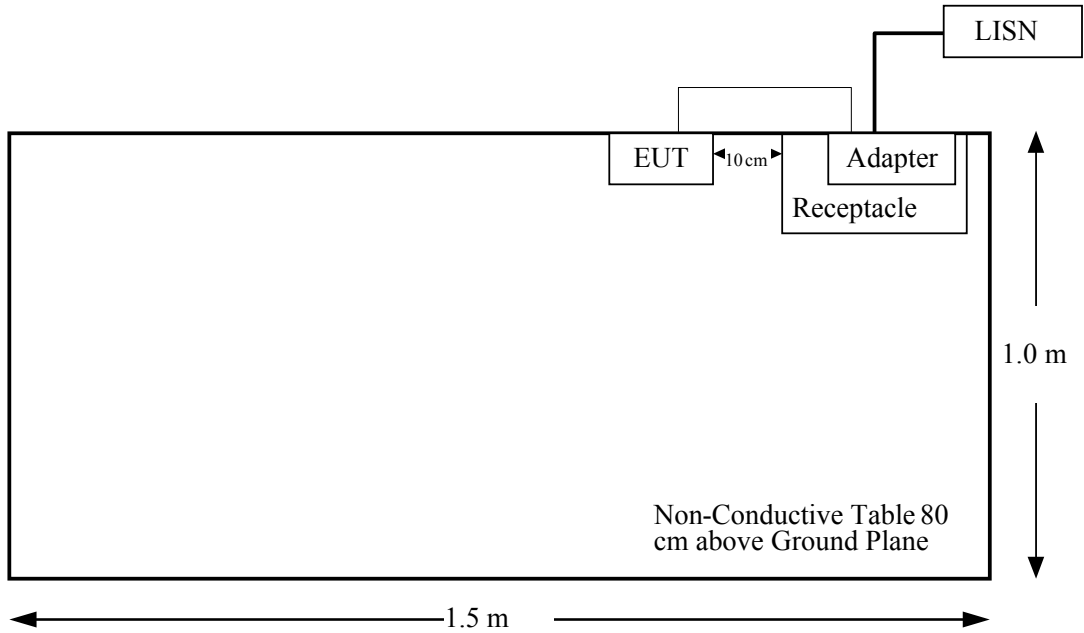 LISN
EUT
10 cm
Adapter
Receptacle
1.0 m
Non-Conductive Table 80
cm above Ground Plane
1.5 m